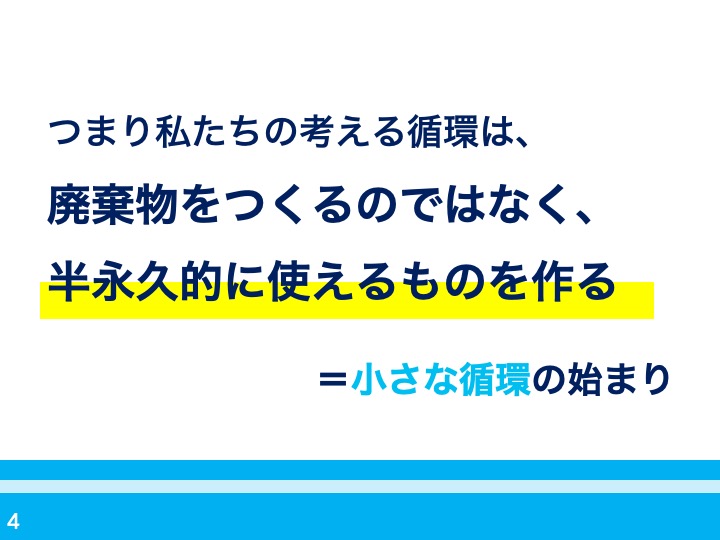 つまり私たちの考える循環は、
廃棄物をつくるのではなく、
半永久的に使えるものを作る
＝小さな循環の始まり
4